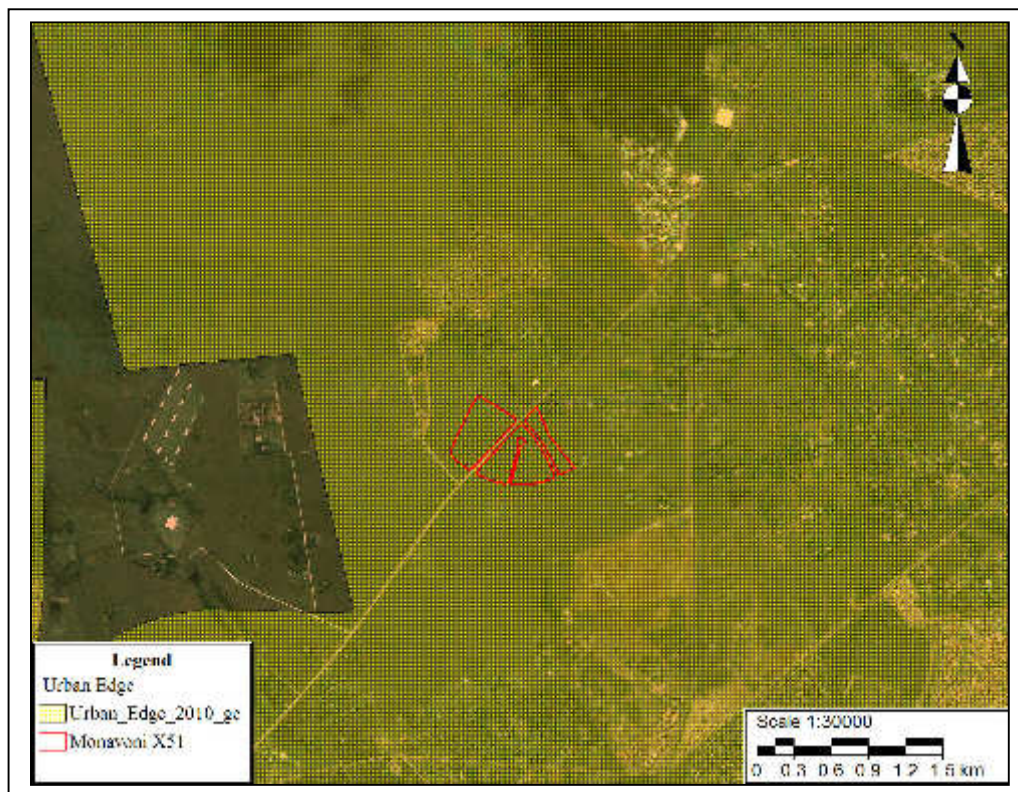 Legend
Urban Edge
Urban_Edge_2010_gc
Monavoni X51
Scale 1:30000
0 0.3 0.6 0.9 1.2 1.5 km